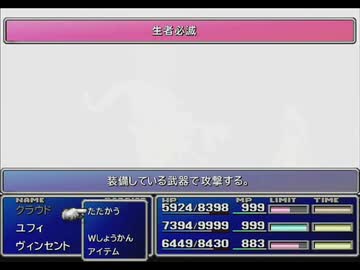 生者必滅
装備している武器で攻撃する。
NAME HP MP LIMIT TIME
クラウド たたかう 5924/8398 999
ユフィ 7394/9999 999
Wしょうかん
ヴィンセント アイテム 6449/8430 883